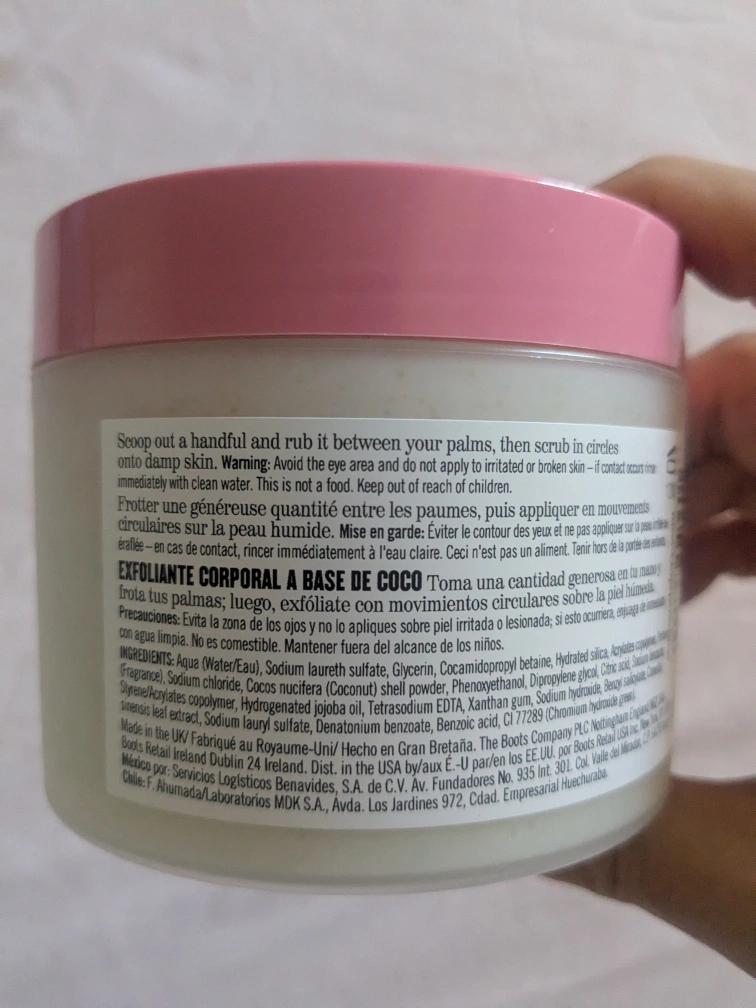 Scoop out a handful and rub it between your palms, then scrub in circles
onto damp skin. Warning: Avoid the eye area and do not apply to irritated or broken skin – if contact occurs rinse
immediately with clean water. This is not a food. Keep out of reach of children.
Frotter une généreuse quantité entre les paumes, puis appliquer en mouvements
circulaires sur la peau humide. Mise en garde: Éviter le contour des yeux et ne pas appliquer sur la peau
éraflée – en cas de contact, rincer immédiatement à l'eau claire. Ceci n'est pas un aliment. Tenir hors de la portée des enfants.
EXFOLIANTE CORPORAL A BASE DE COCO Toma una cantidad generosa en tu mano y
frota tus palmas; luego, exfóliate con movimientos circulares sobre la piel húmeda.
Precauciones: Evita la zona de los ojos y no lo apliques sobre piel irritada o lesionada; si esto ocurriera, enjuaga de inmediato
con agua limpia. No es comestible. Mantener fuera del alcance de los niños.
INGREDIENTS: Aqua (Water/Eau), Sodium laureth sulfate, Glycerin, Cocamidopropyl betaine, Hydrated silica, Acrylates copolymer,
(Fragrance), Sodium chloride, Cocos nucifera (Coconut) shell powder, Phenoxyethanol, Dipropylene glycol, Citric acid, Sodium
Styrene/Acrylates copolymer, Hydrogenated jojoba oil, Tetrasodium EDTA, Xanthan gum, Sodium hydroxide, Benzyl salicylate,
sinensis leaf extract, Sodium lauryl sulfate, Denatonium benzoate, Benzoic acid, CI 77289 (Chromium hydroxide green).
Made in the UK/ Fabriqué au Royaume-Uni/ Hecho en Gran Bretaña. The Boots Company PLC Nottingham England
Boots Retail Ireland Dublin 24 Ireland. Dist. in the USA by/aux É.-U par/en los EE.UU. por Boots Retail USA Inc.
México por: Servicios Logísticos Benavides, S.A. de C.V. Av. Fundadores No. 935 Int. 301. Col. Valle del Mirador,
Chile: F. Ahumada/Laboratorios MDK S.A., Avda. Los Jardines 972, Cdad. Empresarial Huechuraba.